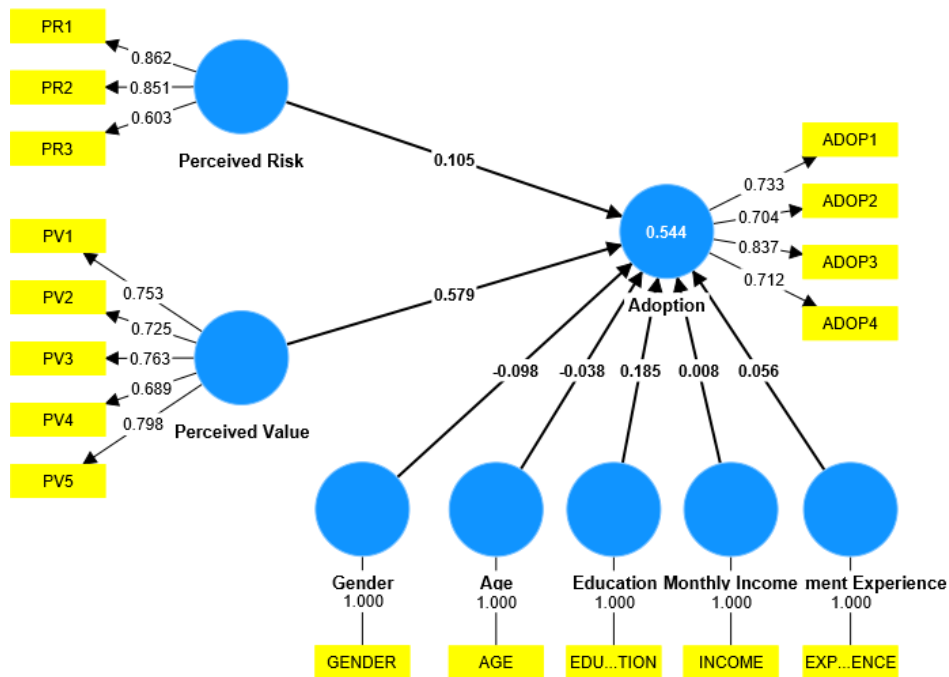 PR1
0.862
PR2
0.851
PR3
0.603
Perceived Risk
0.105
ADOP1
0.733
ADOP2
0.704
0.544
0.837
ADOP3
0.712
Adoption
ADOP4
PV1
0.753
PV2
0.725
PV3
0.763
0.689
PV4
0.798
Perceived Value
PV5
0.579
-0.098
-0.038
0.185
0.008
0.056
Gender
Age
Education
Monthly Income
ment Experience
1.000
1.000
1.000
1.000
1.000
GENDER
AGE
EDU...TION
INCOME
EXP...ENCE